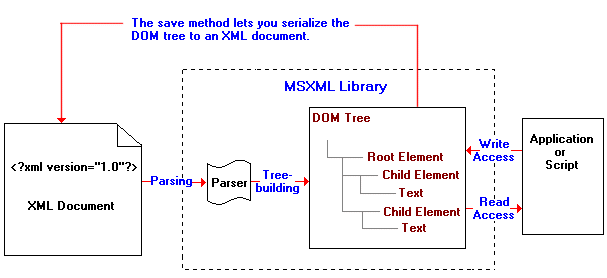 The save method lets you serialize the
DOM tree to an XML document.
MSXML Library
<?xml version="1.0"?>
XML Document
Parsing
Parser
Tree-
building
DOM Tree
Root Element
Child Element
Text
Child Element
Text
Write
Access
Read
Access
Application
or
Script